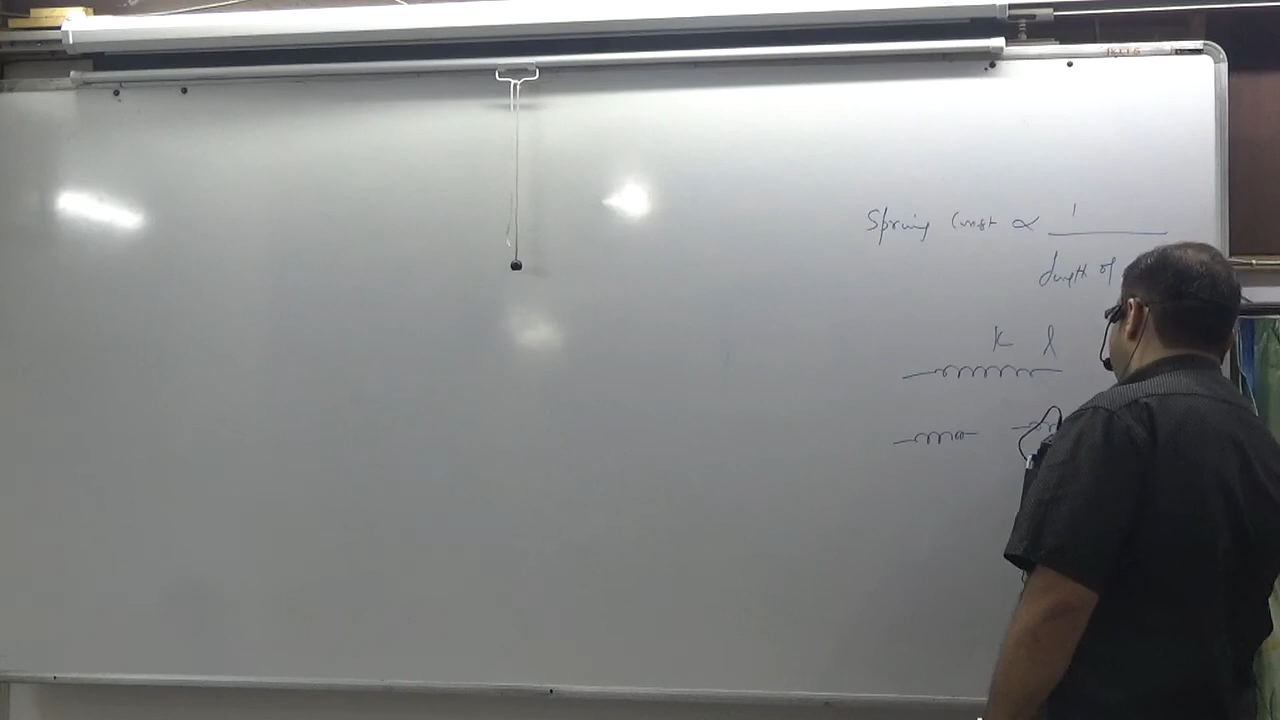 Spring Const ∝ 1
length of
K l